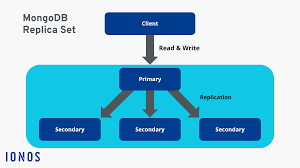 MongoDB
Replica Set
Client
Read & Write
Primary
Replication
Secondary
Secondary
Secondary
IONOS